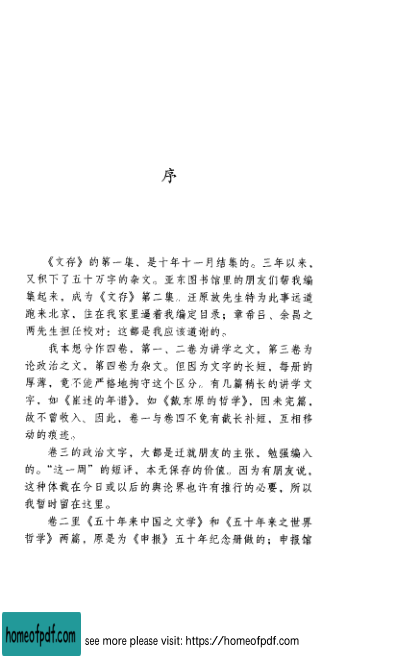 序
《文存》的第一集，是十年十一月结集的。三年以来，
又积下了五十万字的杂文。亚东图书馆里的朋友们帮我编
集起来，成为《文存》第二集。汪原放先生特为此事远道
跑来北京，住在我家里逼着我编定目录；章希吕、余昌之
两先生担任校对：这都是我应该道谢的。
我本想分作四卷，第一、二卷为讲学之文，第三卷为
论政治之文，第四卷为杂文。但因为文字的长短，每册的
厚薄，竟不能严格地拘守这个区分。有几篇稍长的讲学文
字，如《崔述的年谱》，如《戴东原的哲学》，因未完篇，
故不曾收入。因此，卷一与卷四不免有截长补短，互相移
动的痕迹。
卷三的政治文字，大都是迁就朋友的主张，勉强编入
的。“这一周”的短评，本无保存的价值。因为有朋友说，
这种体裁在今日或以后的舆论界也许有推行的必要，所以
我暂时留在这里。
卷二里《五十年来中国之文学》和《五十年来之世界
哲学》两篇，原是为《申报》五十年纪念册做的；申报馆
homeofpdf.com
see more please visit: https://homeofpdf.com